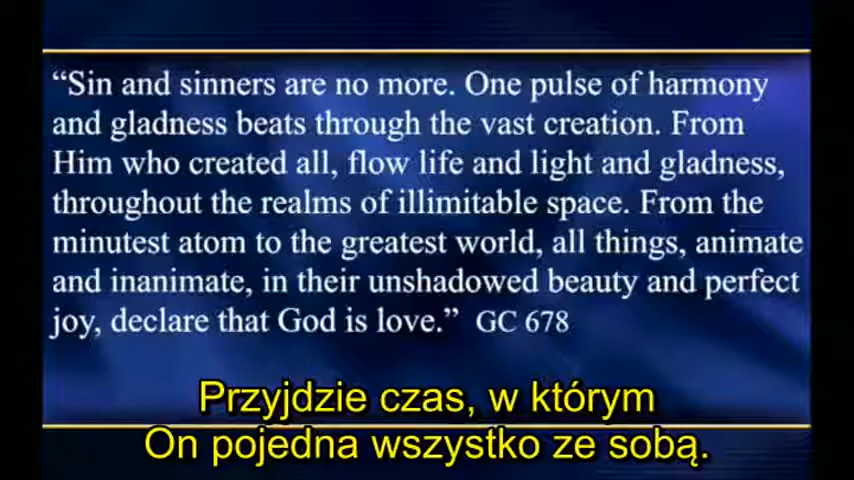 “Sin and sinners are no more. One pulse of harmony
and gladness beats through the vast creation. From
Him who created all, flow life and light and gladness,
throughout the realms of illimitable space. From the
minutest atom to the greatest world, all things, animate
and inanimate, in their unshadowed beauty and perfect
joy, declare that God is love.” GC 678
Przyjdzie czas, w którym
On pojedna wszystko ze sobą.